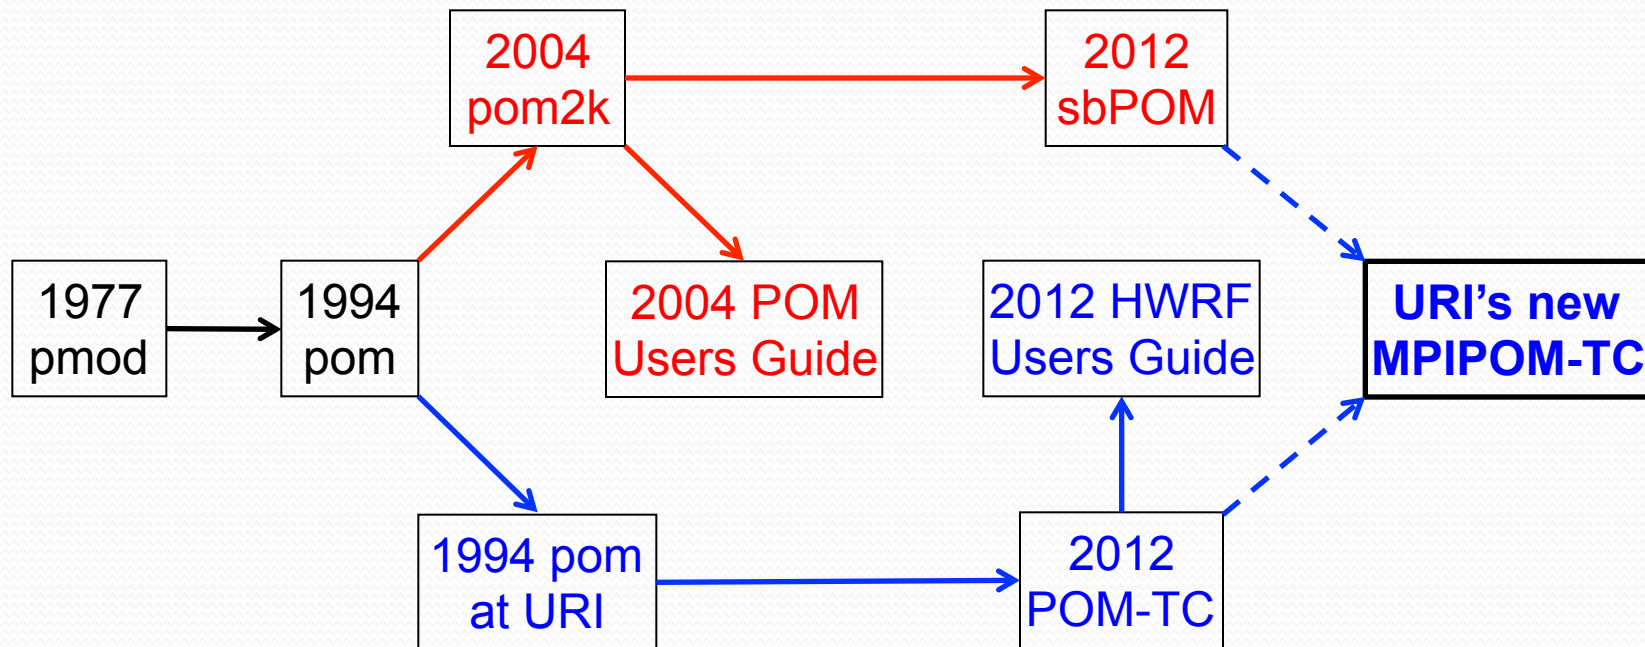 2004
pom2k
2012
sbPOM
1977
pmod
1994
pom
2004 POM
Users Guide
2012 HWRF
Users Guide
URI’s new
MPIPOM-TC
1994 pom
at URI
2012
POM-TC